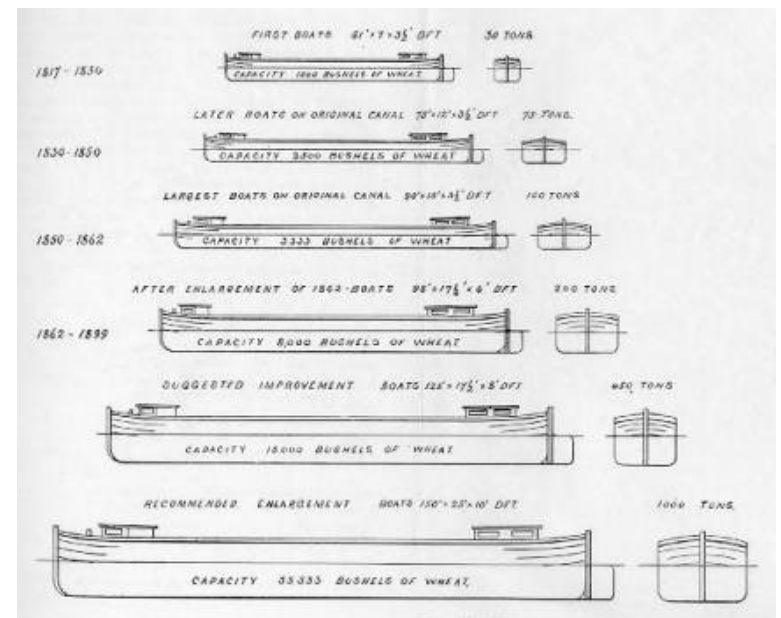 FIRST BOATS 61'×7'×3½' DFT 30 TONS
1817 - 1830
CAPACITY 1000 BUSHELS OF WHEAT
LATER BOATS ON ORIGINAL CANAL 75'×12'×3½' DFT 75 TONS
1830 - 1850
CAPACITY BUSHELS OF WHEAT
LARGEST BOATS ON ORIGINAL CANAL 90'×15'×3½' DFT 100 TONS
1850 - 1862
CAPACITY 3333 BUSHELS OF WHEAT
AFTER ENLARGEMENT OF 1862 - BOATS 98'×17½'×6' DFT TONS
1862 - 1899
CAPACITY 8,000 BUSHELS OF WHEAT
SUGGESTED IMPROVEMENT BOATS 125'×17½'×8' DFT 450 TONS
CAPACITY 15,000 BUSHELS OF WHEAT
RECOMMENDED ENLARGEMENT BOATS 150'×25'×10' DFT 1000 TONS
CAPACITY 33333 BUSHELS OF WHEAT